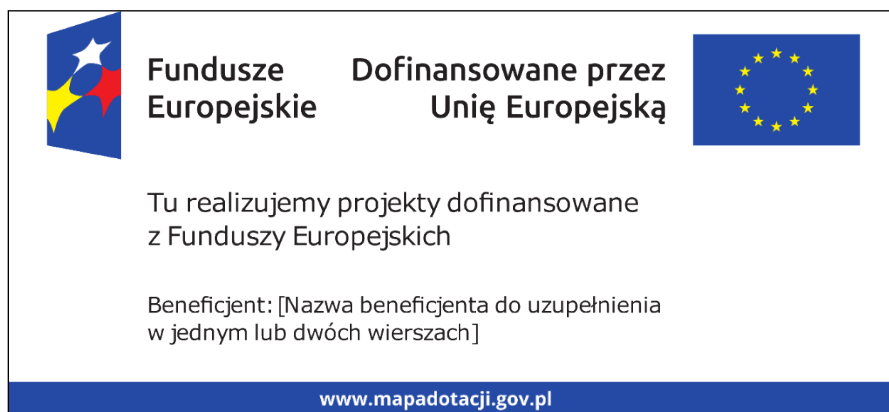 Fundusze
Europejskie
Dofinansowane przez
Unię Europejską
Tu realizujemy projekty dofinansowane
z Funduszy Europejskich
Beneficjent: [Nazwa beneficjenta do uzupełnienia
w jednym lub dwóch wierszach]
www.mapadotacji.gov.pl